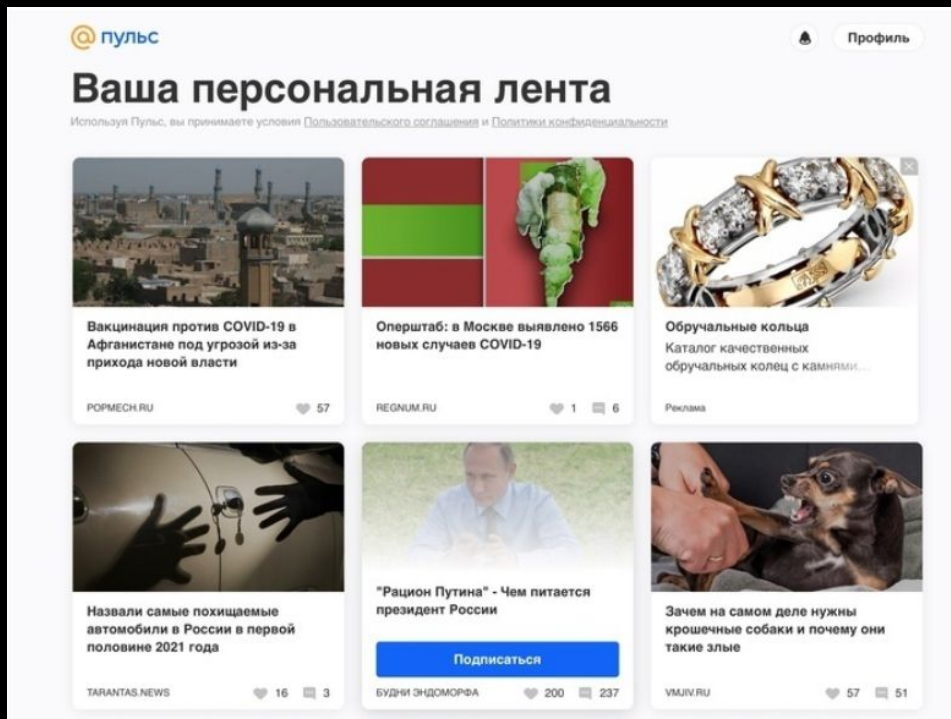 пульс
Профиль
Ваша персональная лента
Используя Пульс, вы принимаете условия Пользовательского соглашения и Политики конфиденциальности
Вакцинация против COVID-19 в
Афганистане под угрозой из-за
прихода новой власти
POPMECH.RU 57
Оперштаб: в Москве выявлено 1566
новых случаев COVID-19
REGNUM.RU 1 6
Обручальные кольца
Каталог качественных
обручальных колец с камнями...
Реклама
Назвали самые похищаемые
автомобили в России в первой
половине 2021 года
TARANTAS.NEWS 16 3
"Рацион Путина" - Чем питается
президент России
Подписаться
БУДНИ ЭНДОМОРФА 200 237
Зачем на самом деле нужны
крошечные собаки и почему они
такие злые
VMJIV.RU 57 51